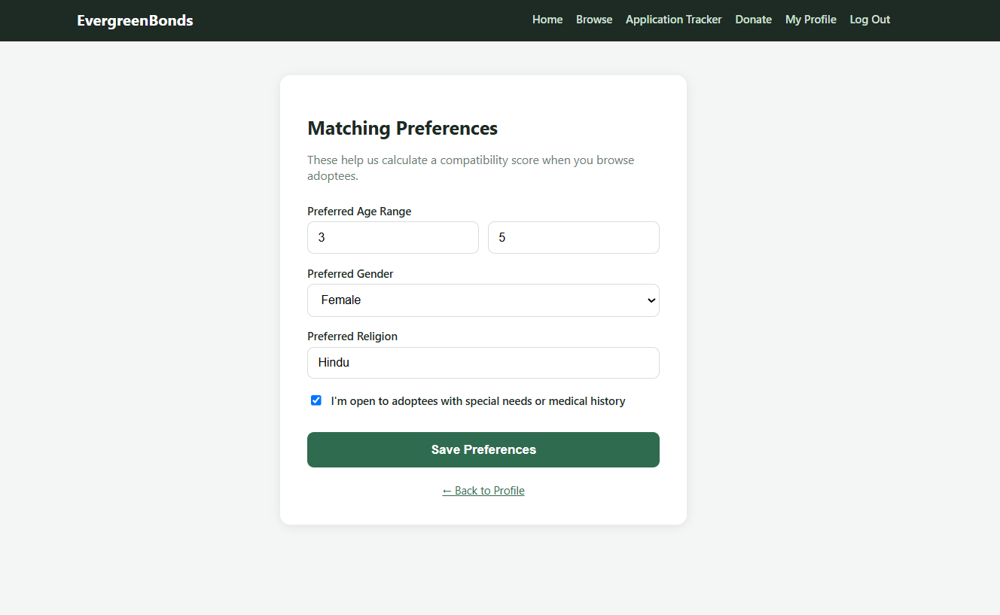 EvergreenBonds
Home Browse Application Tracker Donate My Profile Log Out
Matching Preferences
These help us calculate a compatibility score when you browse
adoptees.
Preferred Age Range
3 5
Preferred Gender
Female
Preferred Religion
Hindu
I'm open to adoptees with special needs or medical history
Save Preferences
← Back to Profile